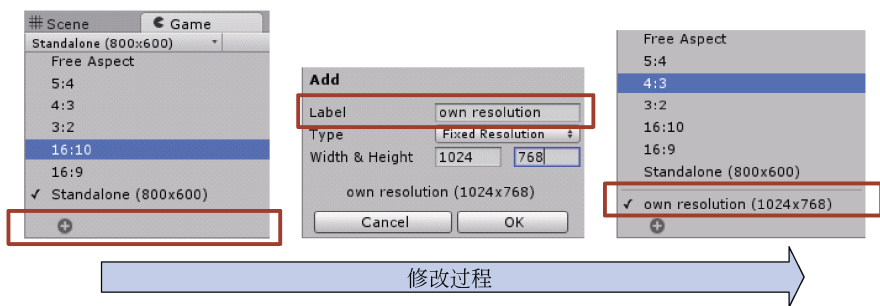 Scene
Game
Standalone (800x600)
Free Aspect
5:4
4:3
3:2
16:10
16:9
✓ Standalone (800x600)
Add
Label own resolution
Type Fixed Resolution
Width & Height 1024 768
own resolution (1024x768)
Cancel OK
Free Aspect
5:4
4:3
3:2
16:10
16:9
Standalone (800x600)
✓ own resolution (1024x768)
修改过程